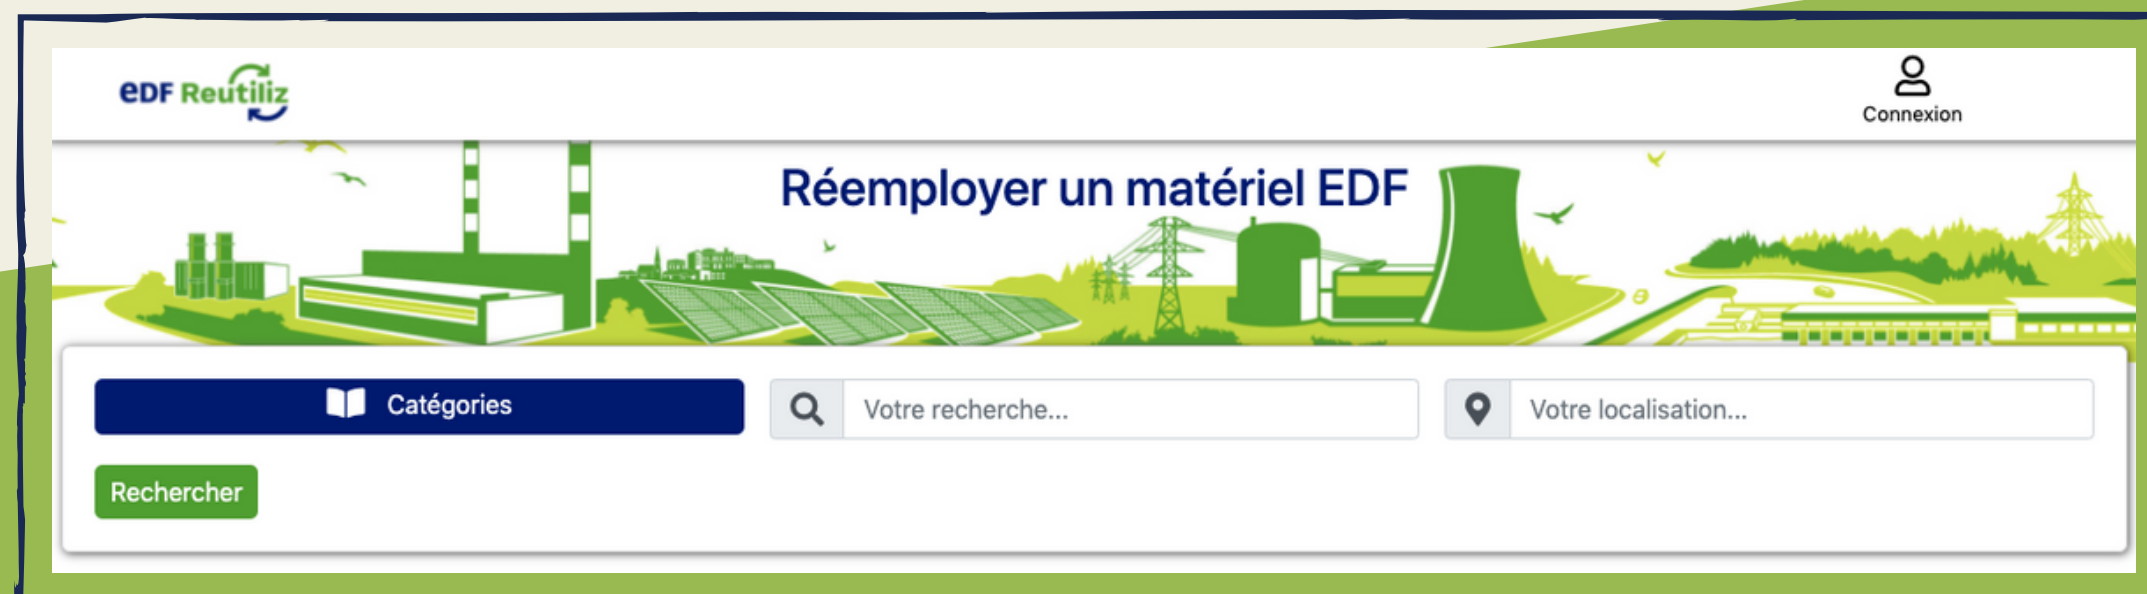 eDF Reutiliz
Connexion
Réemployer un matériel EDF
Catégories
Votre recherche...
Votre localisation...
Rechercher